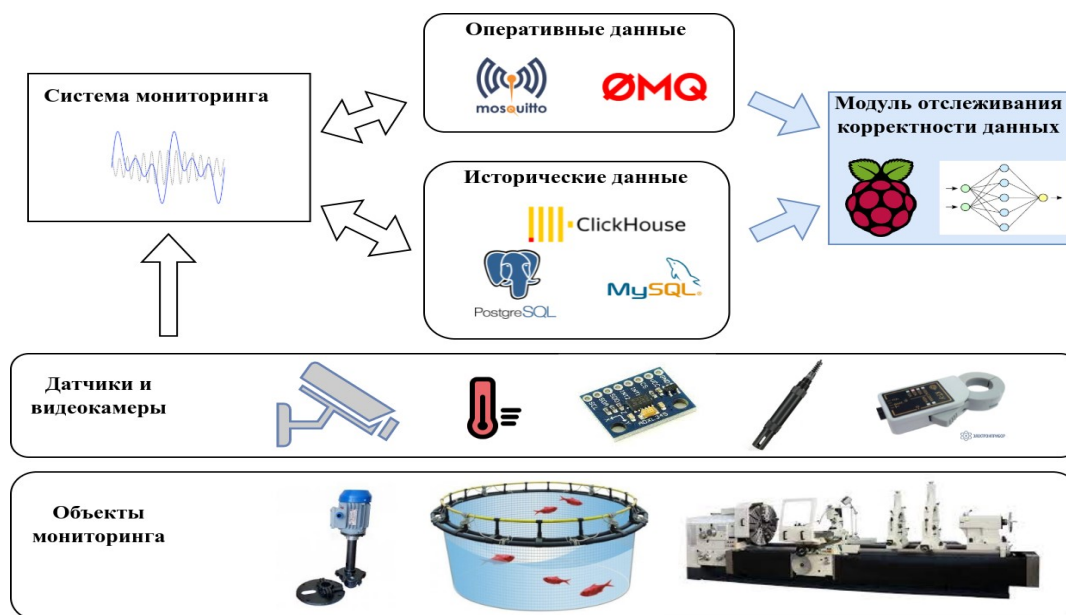 Оперативные данные
mosquitto
ØMQ
Система мониторинга
Модуль отслеживания
корректности данных
Исторические данные
ClickHouse
PostgreSQL
MySQL®
Датчики и
видеокамеры
Объекты
мониторинга